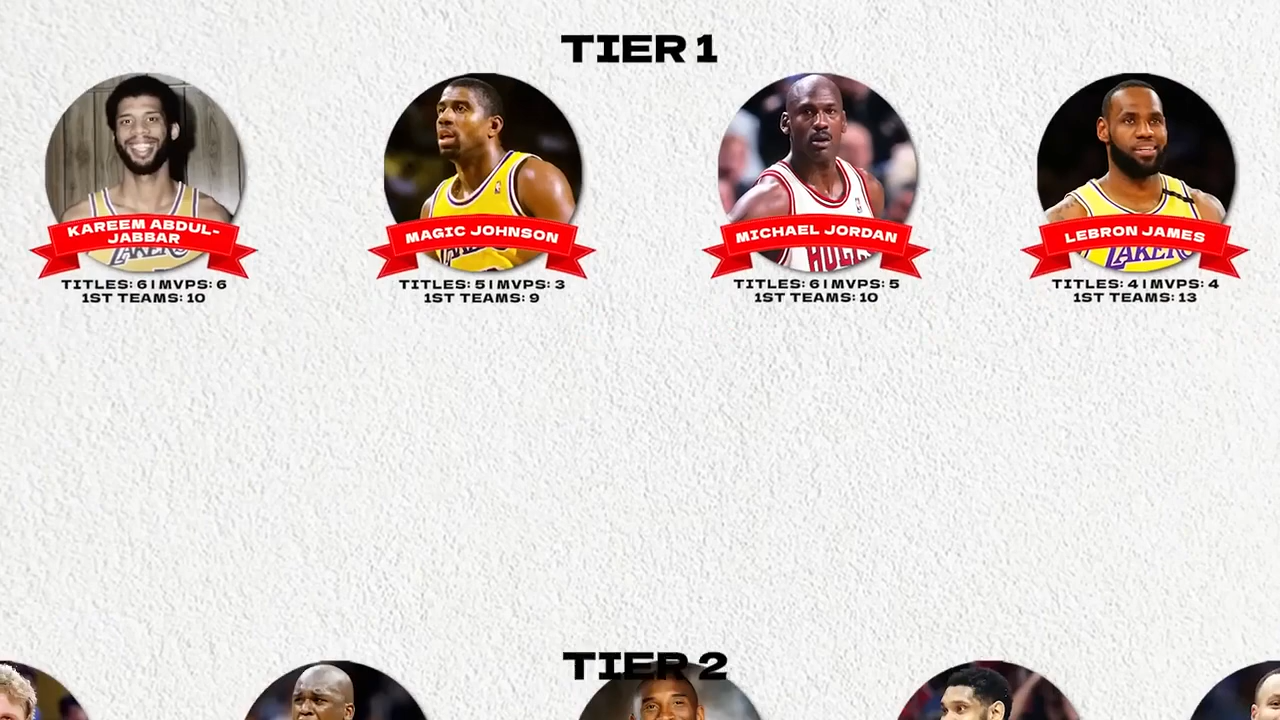 TIER 1
KAREEM ABDUL-
JABBAR
TITLES: 6 | MVPS: 6
1ST TEAMS: 10
MAGIC JOHNSON
TITLES: 5 | MVPS: 3
1ST TEAMS: 9
MICHAEL JORDAN
TITLES: 6 | MVPS: 5
1ST TEAMS: 10
LEBRON JAMES
LAKERS
TITLES: 4 | MVPS: 4
1ST TEAMS: 13
TIER 2